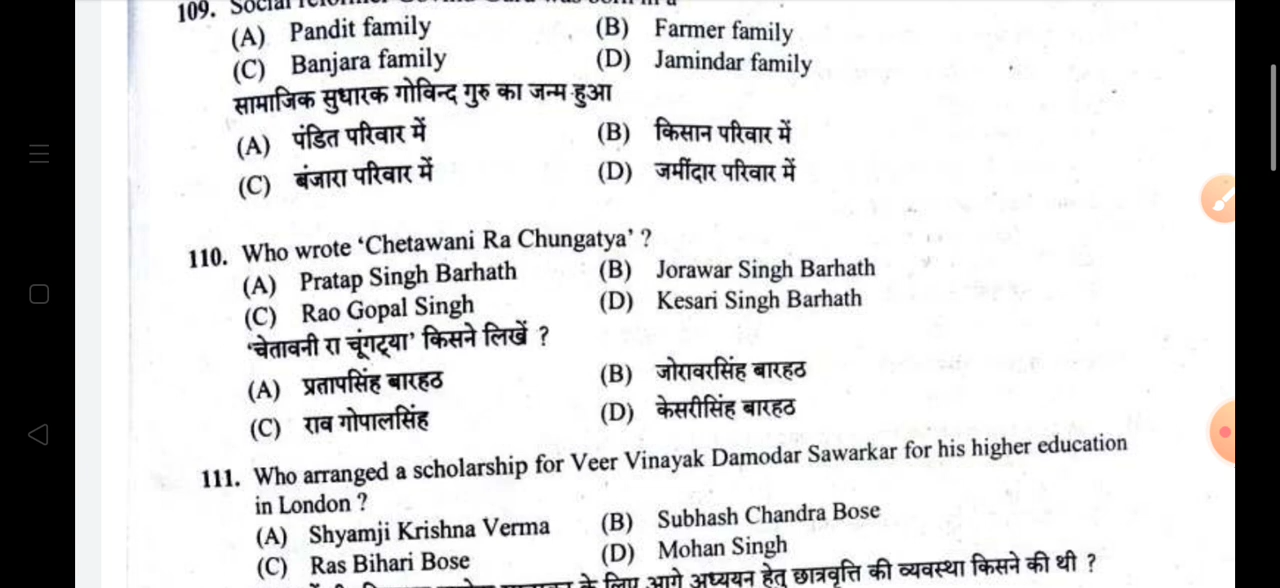 109. Social
(A) Pandit family (B) Farmer family
(C) Banjara family (D) Jamindar family
सामाजिक सुधारक गोविन्द गुरु का जन्म हुआ
(A) पंडित परिवार में (B) किसान परिवार में
(C) बंजारा परिवार में (D) जमींदार परिवार में
110. Who wrote ‘Chetawani Ra Chungatya’ ?
(A) Pratap Singh Barhath (B) Jorawar Singh Barhath
(C) Rao Gopal Singh (D) Kesari Singh Barhath
‘चेतावनी रा चूंगट्या’ किसने लिखें ?
(A) प्रतापसिंह बारहठ (B) जोरावरसिंह बारहठ
(C) राव गोपालसिंह (D) केसरीसिंह बारहठ
111. Who arranged a scholarship for Veer Vinayak Damodar Sawarkar for his higher education
in London ?
(A) Shyamji Krishna Verma (B) Subhash Chandra Bose
(C) Ras Bihari Bose (D) Mohan Singh
के लिए आगे अध्ययन हेतु छात्रवृत्ति की व्यवस्था किसने की थी ?